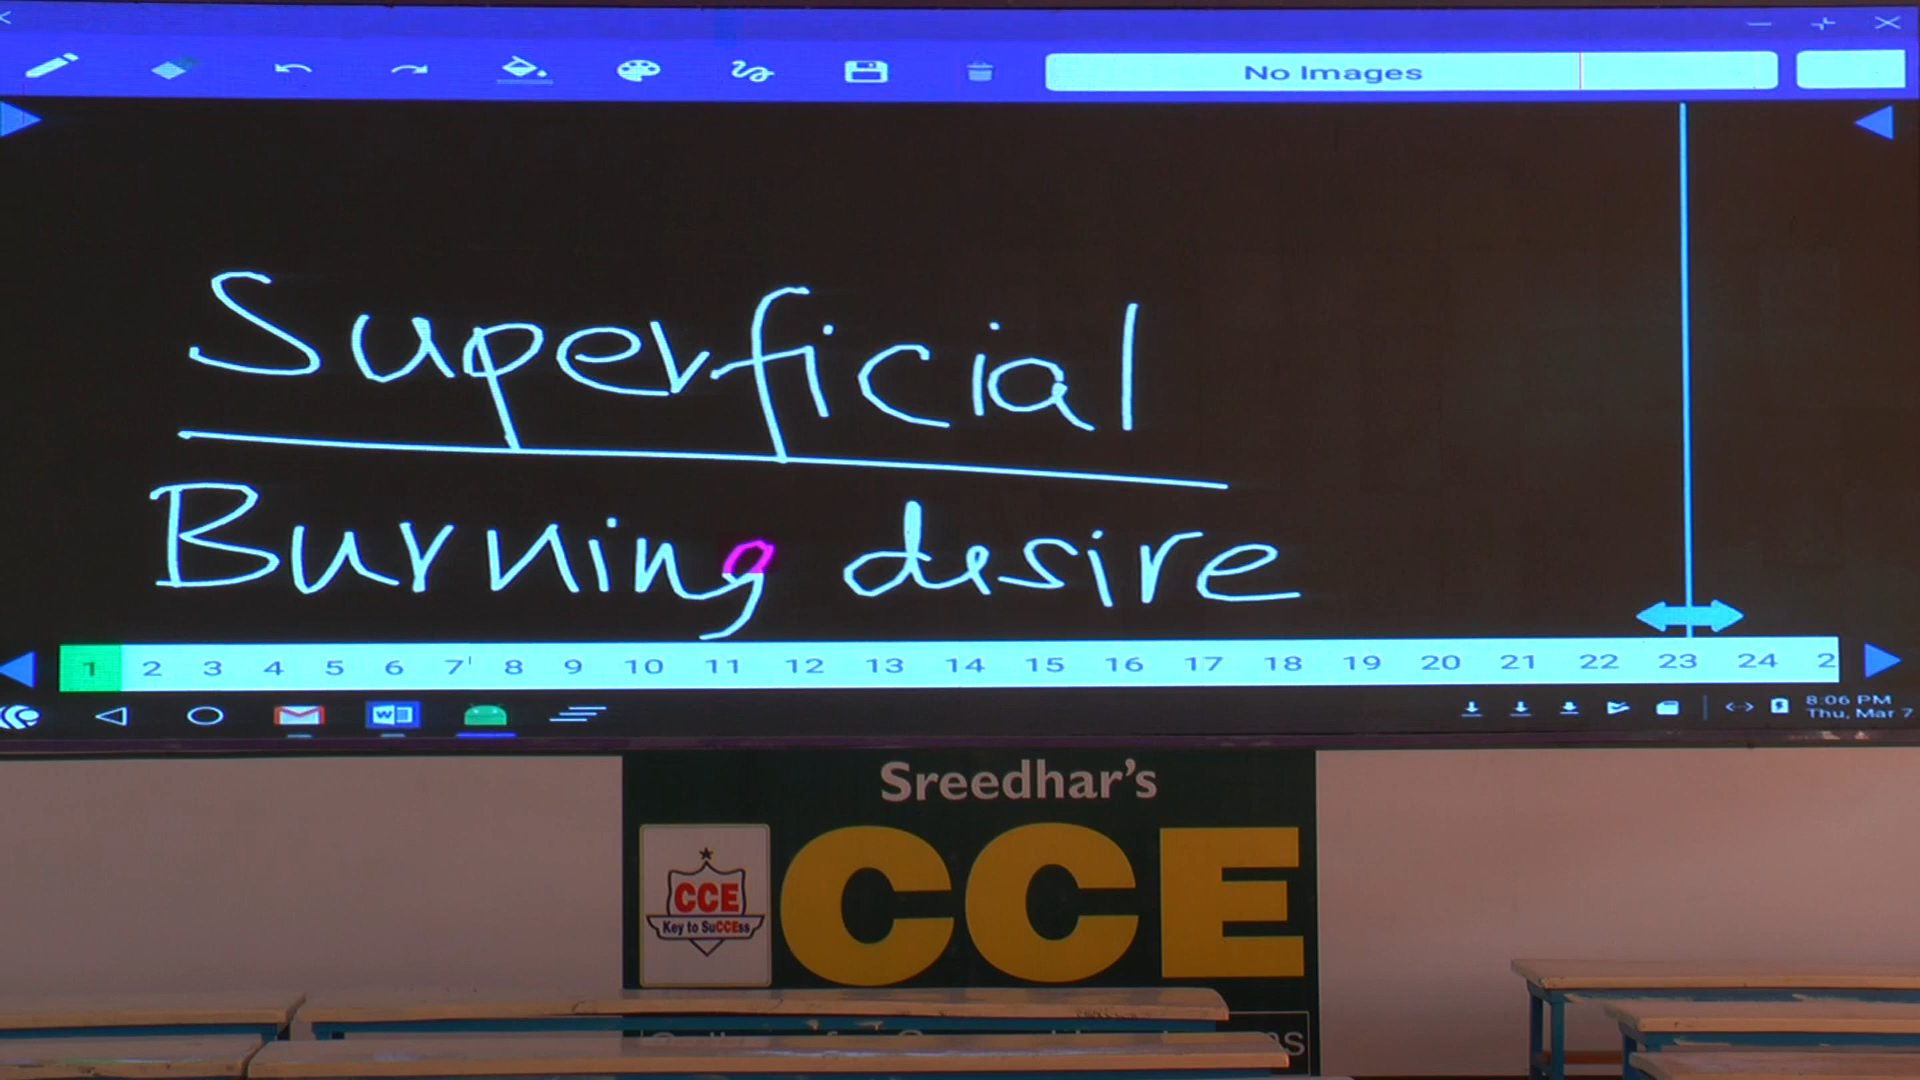 No Images
Superficial
Burning desire
1 2 3 4 5 6 7 8 9 10 11 12 13 14 15 16 17 18 19 20 21 22 23 24 2
W
8:06 PM
Thu, Mar 7
Sreedhar's
CCE
CCE
Key to SuCCEss